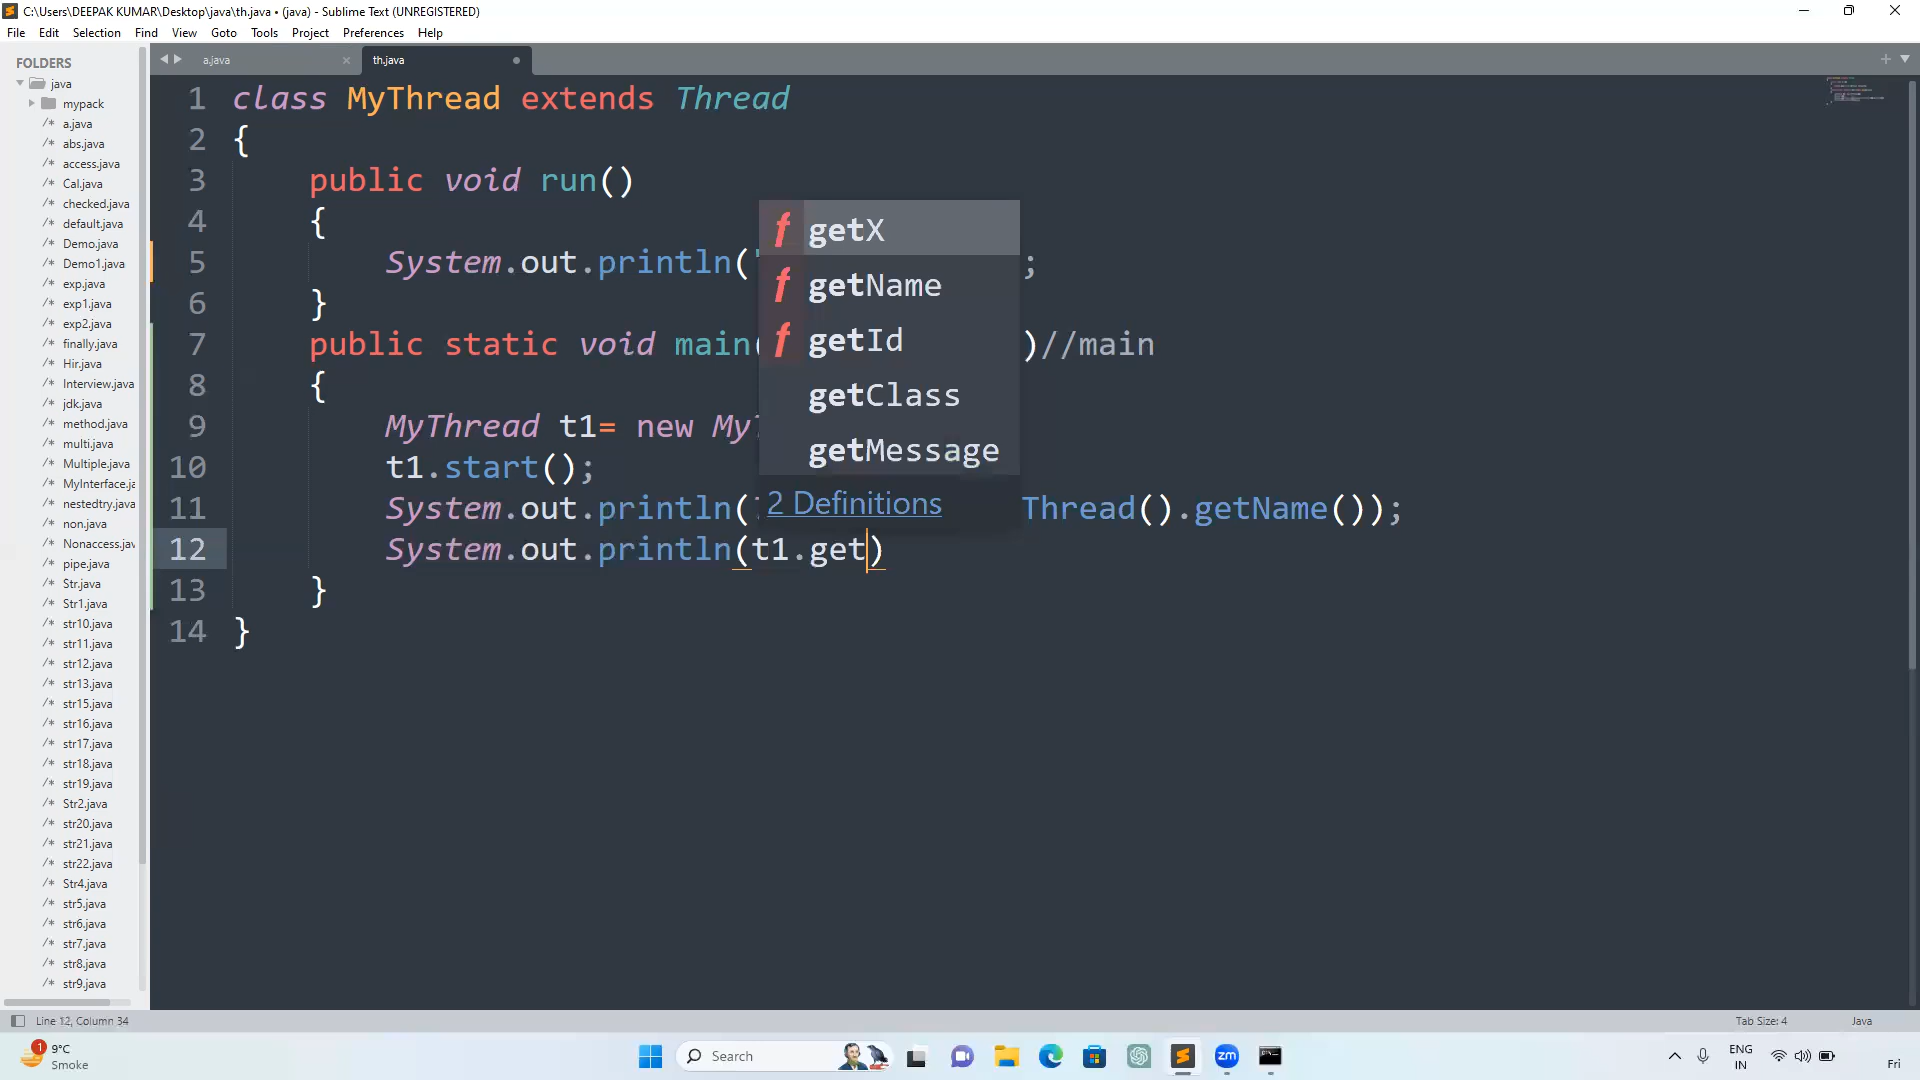 C:\Users\DEEPAK KUMAR\Desktop\java\th.java • (java) - Sublime Text (UNREGISTERED)
File Edit Selection Find View Goto Tools Project Preferences Help
FOLDERS
java
mypack
a.java
abs.java
access.java
Cal.java
checked.java
default.java
Demo.java
Demo1.java
exp.java
exp1.java
exp2.java
finally.java
Hir.java
Interview.java
jdk.java
method.java
multi.java
Multiple.java
MyInterface.ja
nestedtry.java
non.java
Nonaccess.jav
pipe.java
Str.java
Str1.java
str10.java
str11.java
str12.java
str13.java
str15.java
str16.java
str17.java
str18.java
str19.java
Str2.java
str20.java
str21.java
str22.java
Str4.java
str5.java
str6.java
str7.java
str8.java
str9.java
a.java th.java
1 class MyThread extends Thread
2 {
3 public void run()
4 {
5 System.out.println(" ;
6 }
7 public static void main( )//main
8 {
9 MyThread t1= new My
10 t1.start();
11 System.out.println( Thread().getName());
12 System.out.println(t1.get)
13 }
14 }
f getX
f getName
f getId
getClass
getMessage
2 Definitions
Line 12, Column 34
Tab Size: 4 Java
1
9°C
Smoke
Search
zm
ENG
IN
Fri